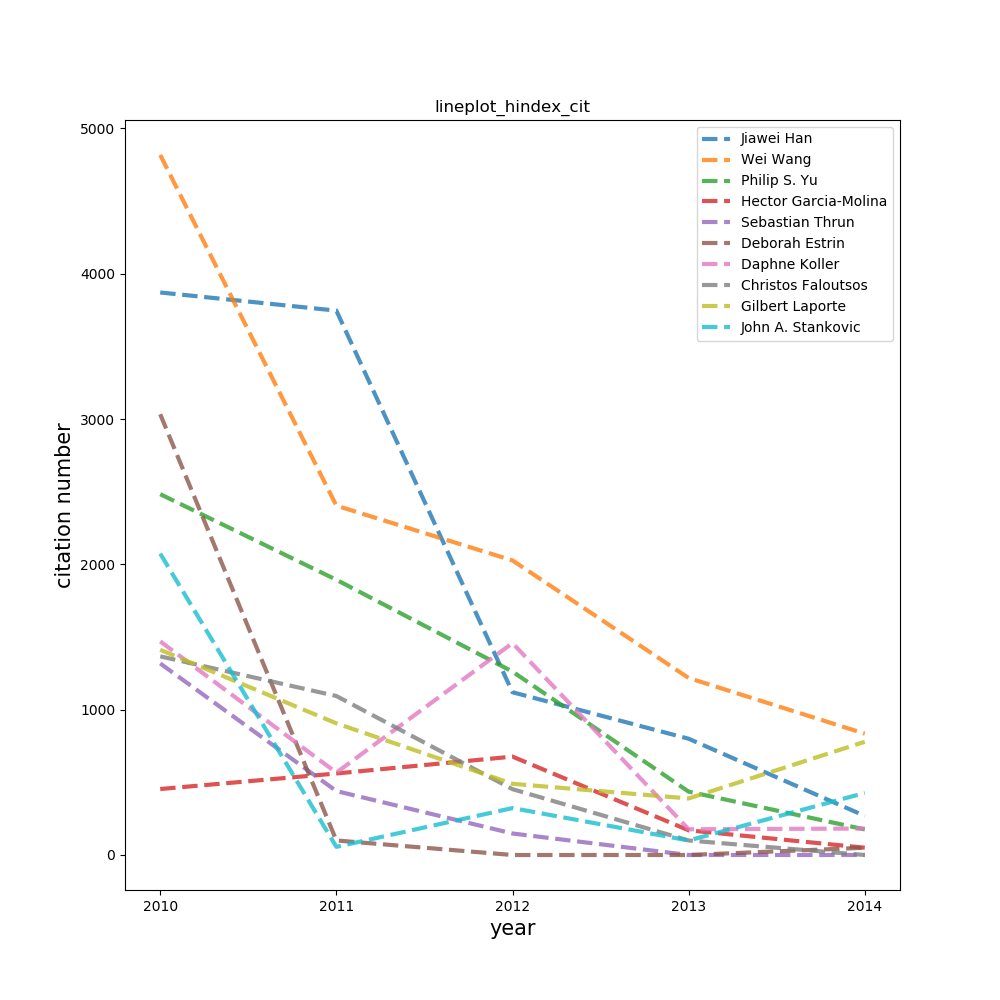 lineplot_hindex_cit
5000
4000
3000
2000
1000
0
citation number
2010 2011 2012 2013 2014
year
Jiawei Han
Wei Wang
Philip S. Yu
Hector Garcia-Molina
Sebastian Thrun
Deborah Estrin
Daphne Koller
Christos Faloutsos
Gilbert Laporte
John A. Stankovic